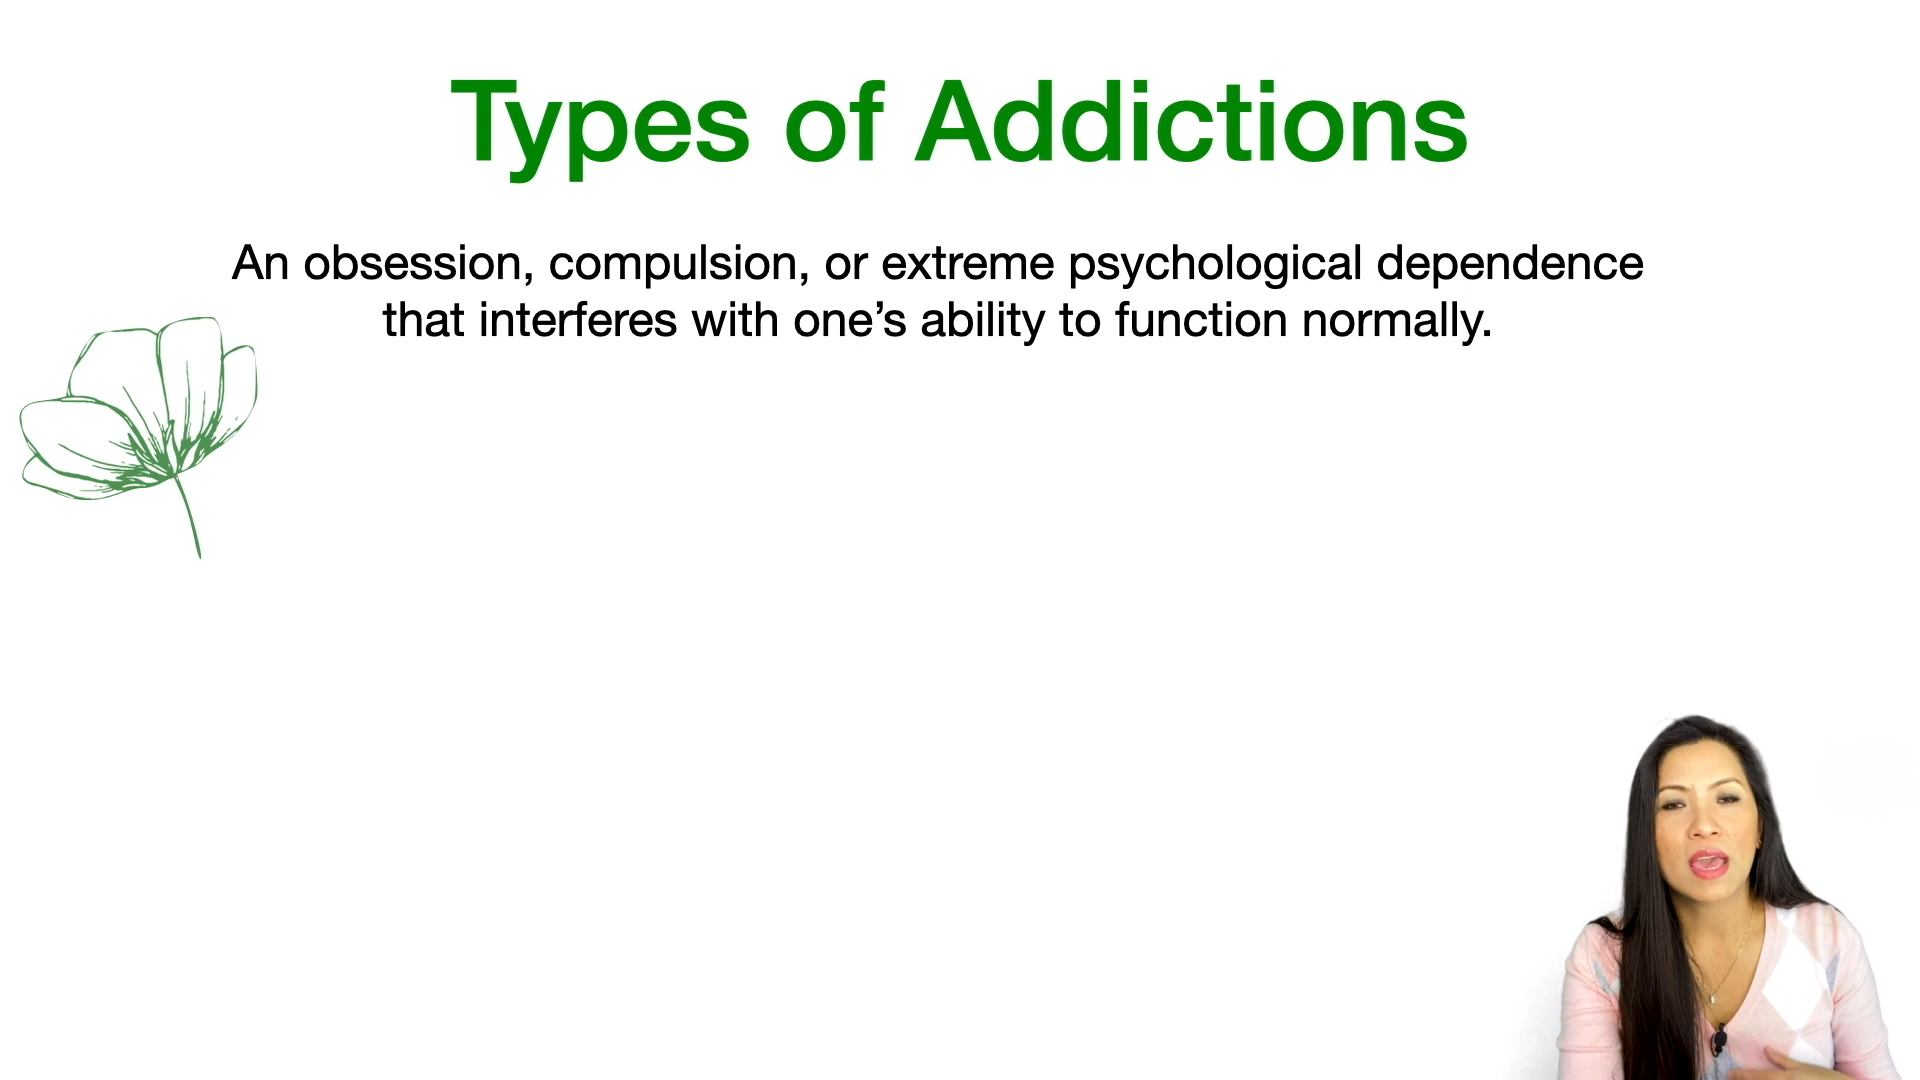 Types of Addictions
An obsession, compulsion, or extreme psychological dependence
that interferes with one’s ability to function normally.